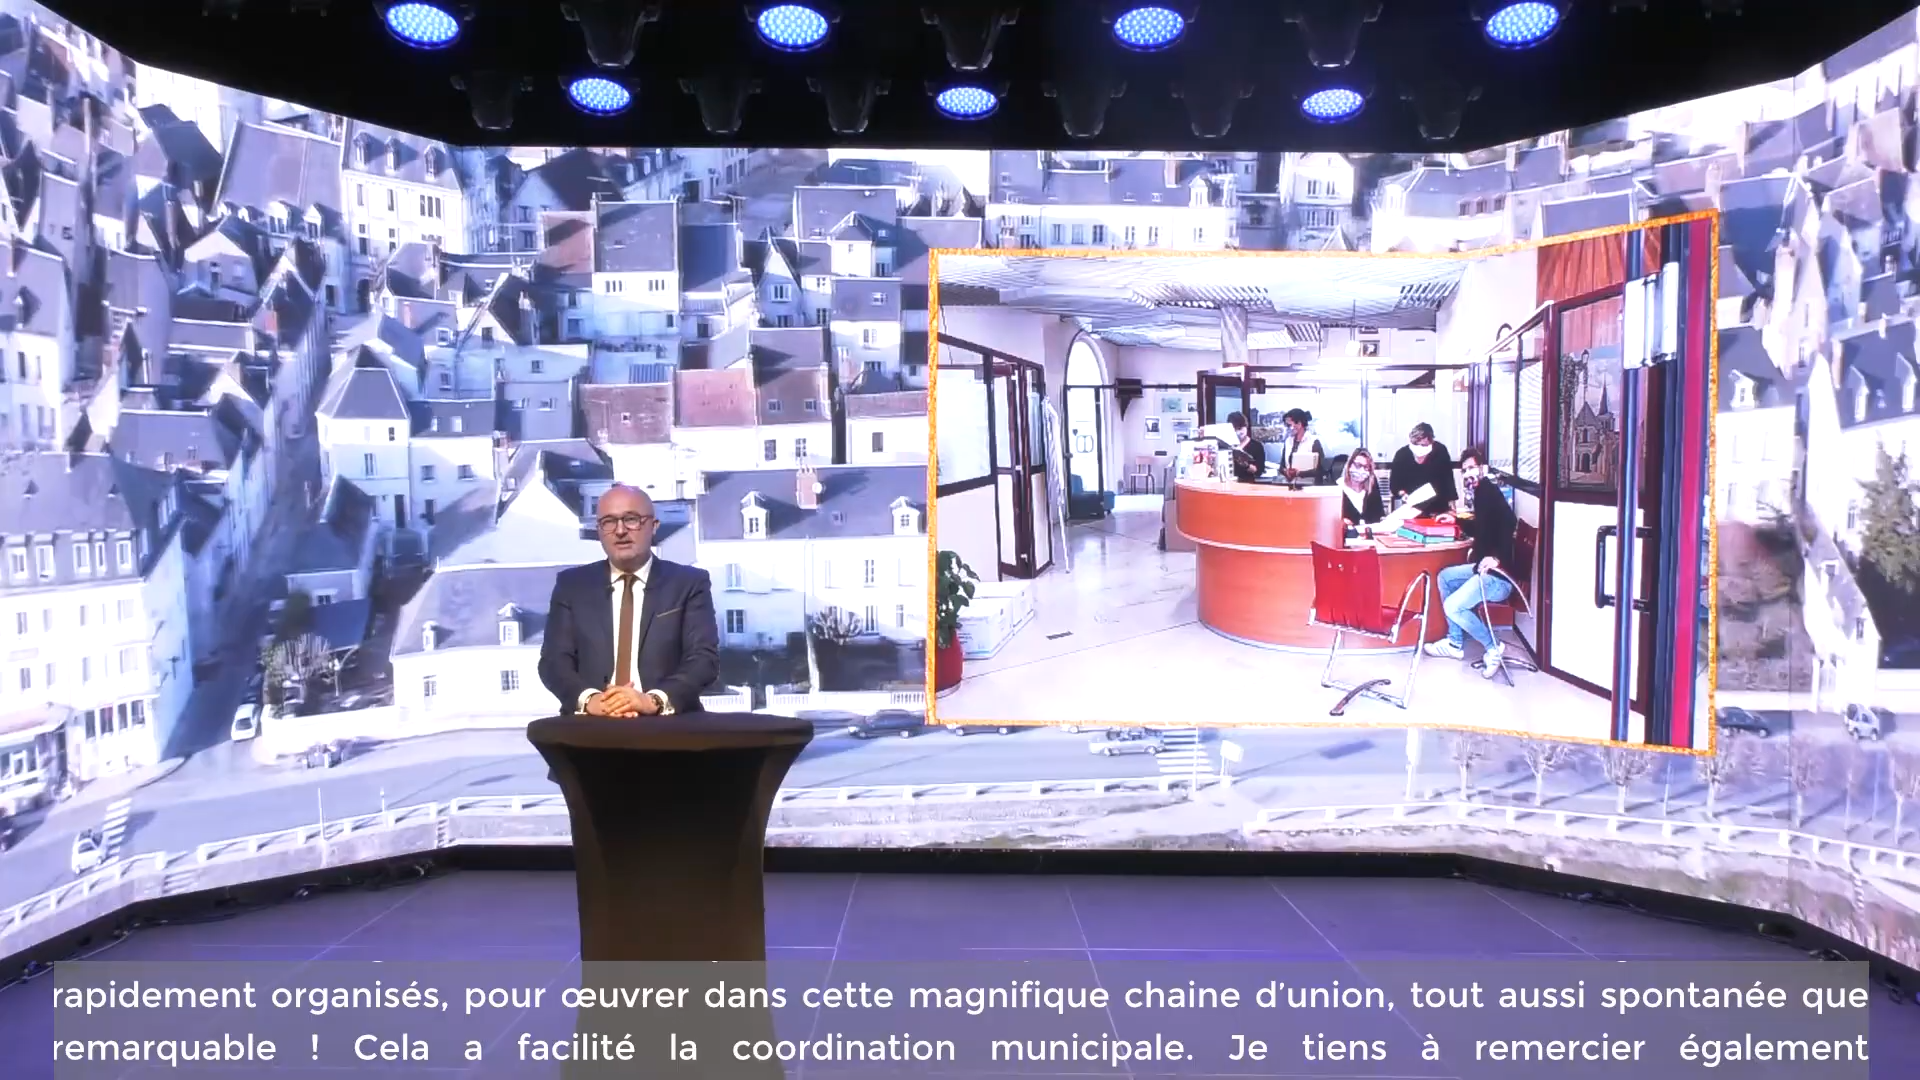 rapidement organisés, pour œuvrer dans cette magnifique chaine d’union, tout aussi spontanée que
remarquable ! Cela a facilité la coordination municipale. Je tiens à remercier également